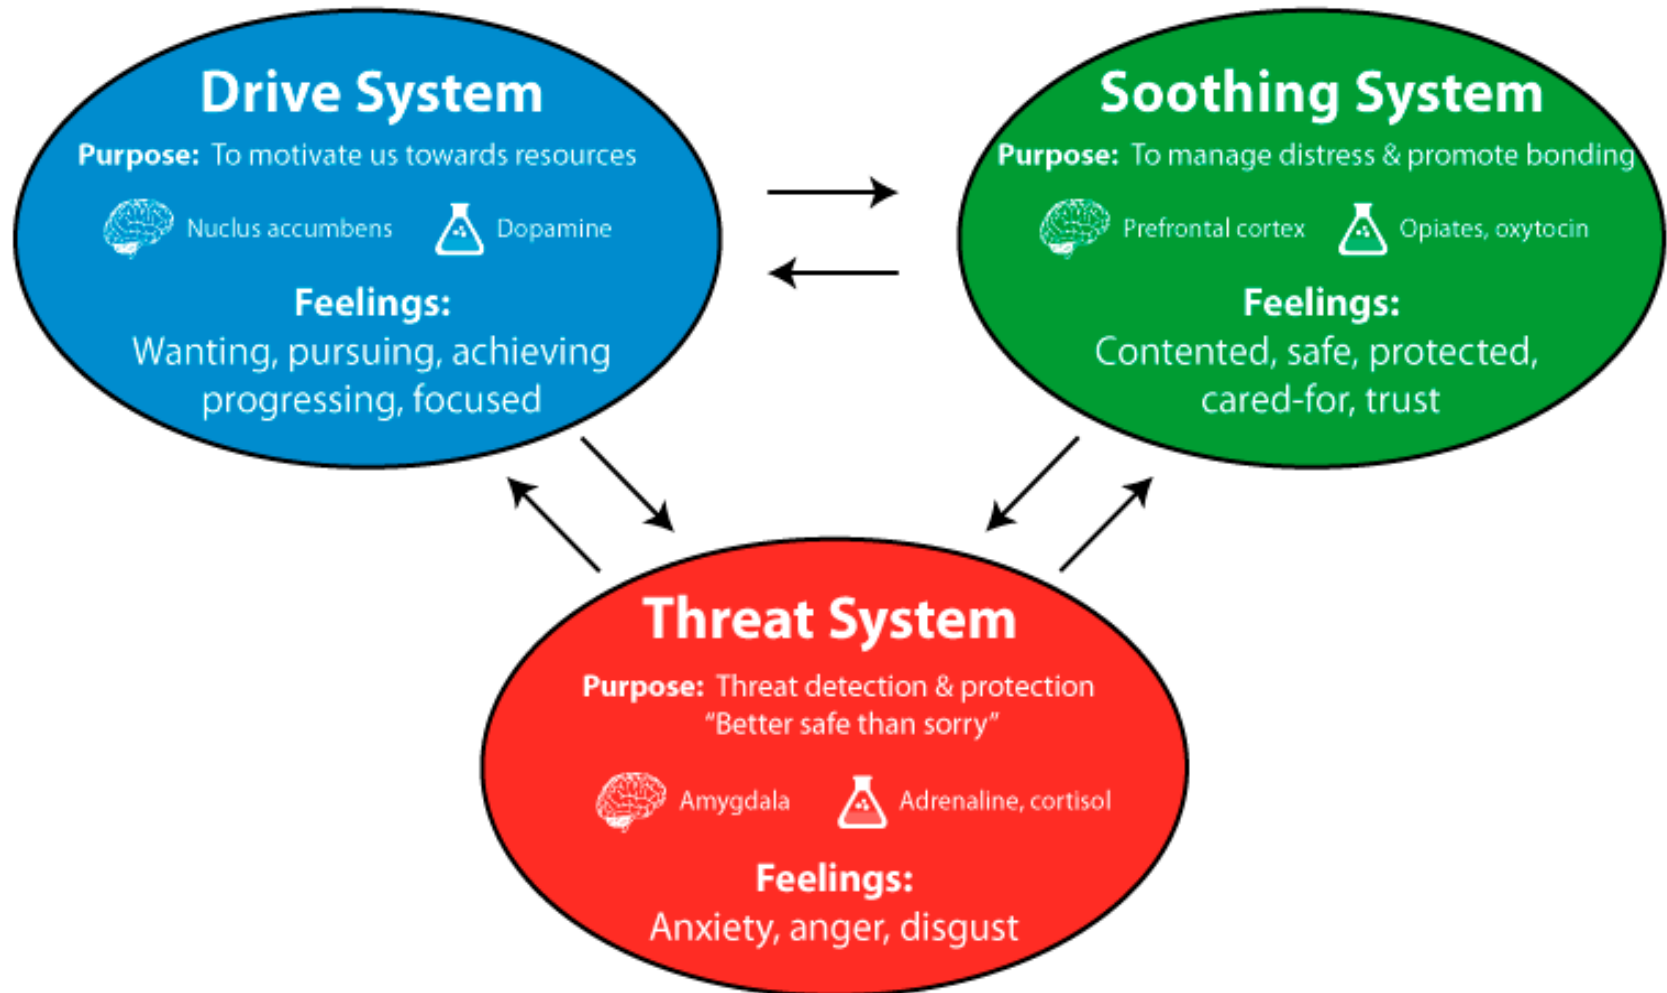 Drive System
Purpose: To motivate us towards resources
Nuclus accumbens
Dopamine
Feelings:
Wanting, pursuing, achieving
progressing, focused
Soothing System
Purpose: To manage distress & promote bonding
Prefrontal cortex
Opiates, oxytocin
Feelings:
Contented, safe, protected,
cared-for, trust
Threat System
Purpose: Threat detection & protection
“Better safe than sorry”
Amygdala
Adrenaline, cortisol
Feelings:
Anxiety, anger, disgust